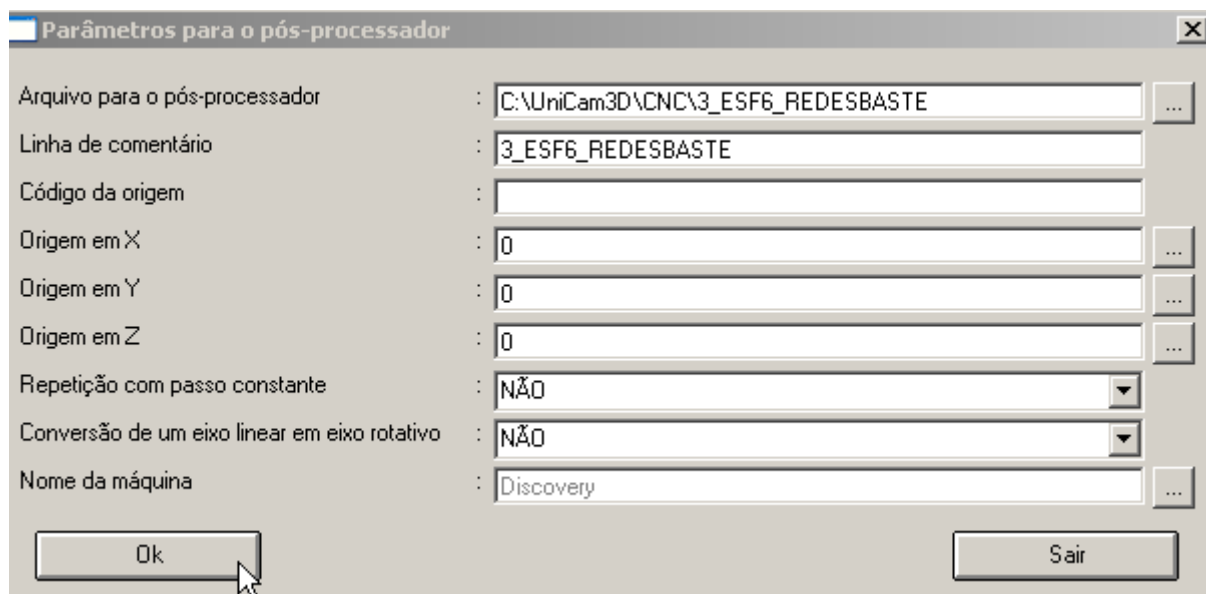 Parâmetros para o pós-processador
Arquivo para o pós-processador : C:\UniCam3D\CNC\3_ESF6_REDESBASTE ...
Linha de comentário : 3_ESF6_REDESBASTE
Código da origem :
Origem em X : 0 ...
Origem em Y : 0 ...
Origem em Z : 0 ...
Repetição com passo constante : NÃO
Conversão de um eixo linear em eixo rotativo : NÃO
Nome da máquina : Discovery ...
Ok Sair